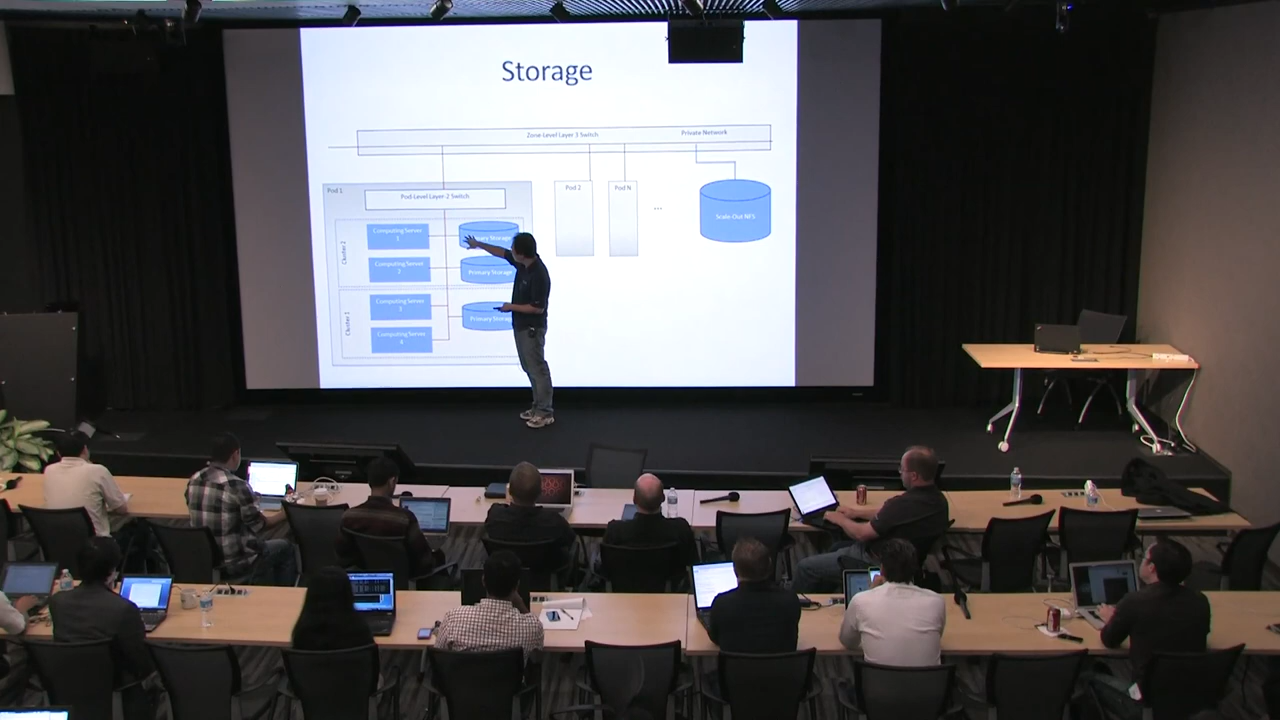 Storage
Zone-Level Layer 3 Switch
Private Network
Pod 1
Pod 2
Pod N
...
Pod-Level Layer-2 Switch
Scale-Out NFS
Cluster 2
Computing Server
1
Primary Storage
Computing Server
2
Primary Storage
Cluster 1
Computing Server
3
Primary Storage
Computing Server
4